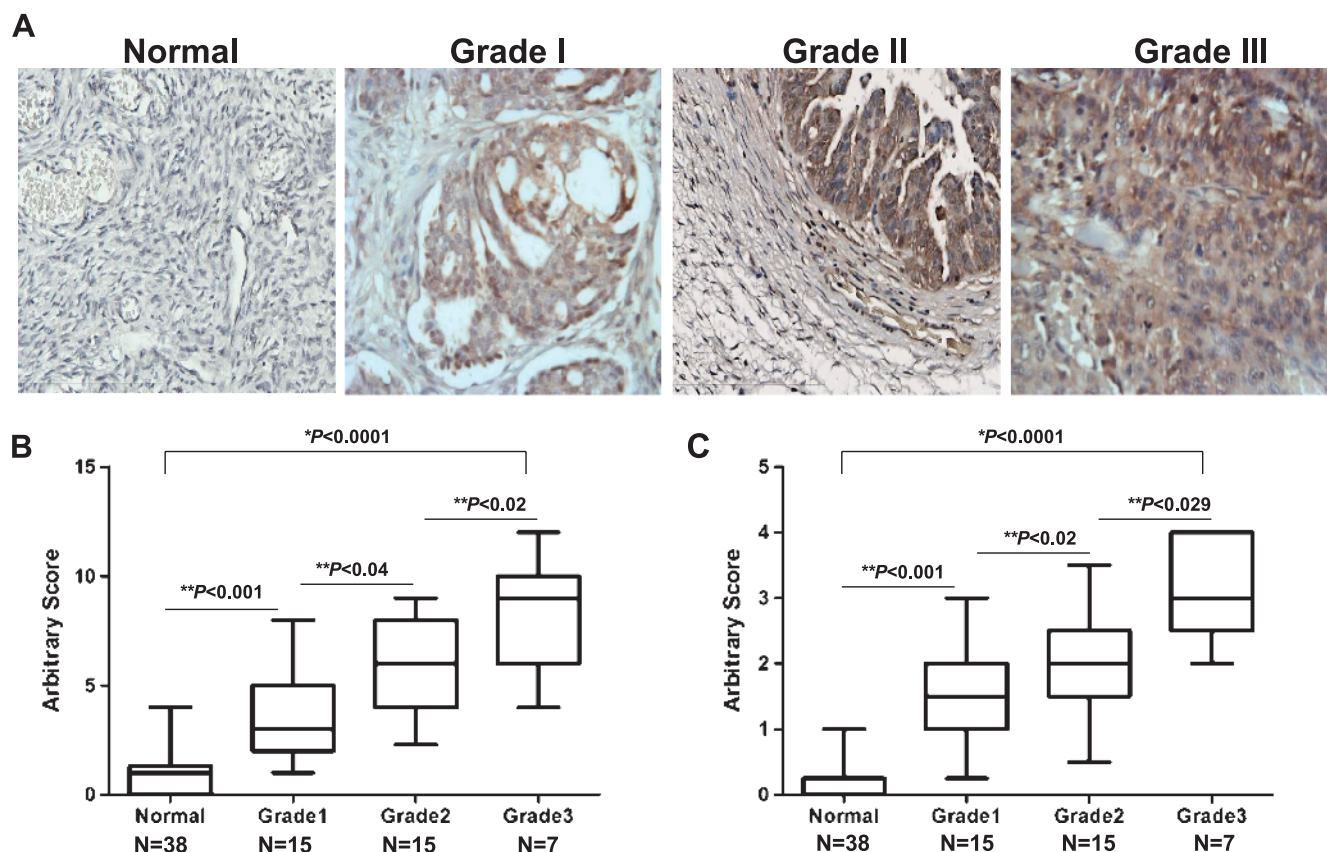 A
Normal Grade I Grade II Grade III
B
*P<0.0001
**P<0.02
**P<0.04
**P<0.001
Arbitrary Score
15
10
5
0
Normal Grade1 Grade2 Grade3
N=38 N=15 N=15 N=7
C
*P<0.0001
**P<0.029
**P<0.02
**P<0.001
Arbitrary Score
5
4
3
2
1
0
Normal Grade1 Grade2 Grade3
N=38 N=15 N=15 N=7